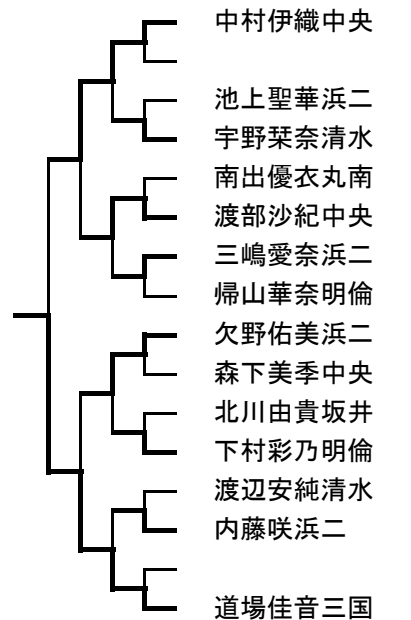 中村伊織中央
池上聖華浜二
宇野栞奈清水
南出優衣丸南
渡部沙紀中央
三嶋愛奈浜二
帰山華奈明倫
欠野佑美浜二
森下美季中央
北川由貴坂井
下村彩乃明倫
渡辺安純清水
内藤咲浜二
道場佳音三国